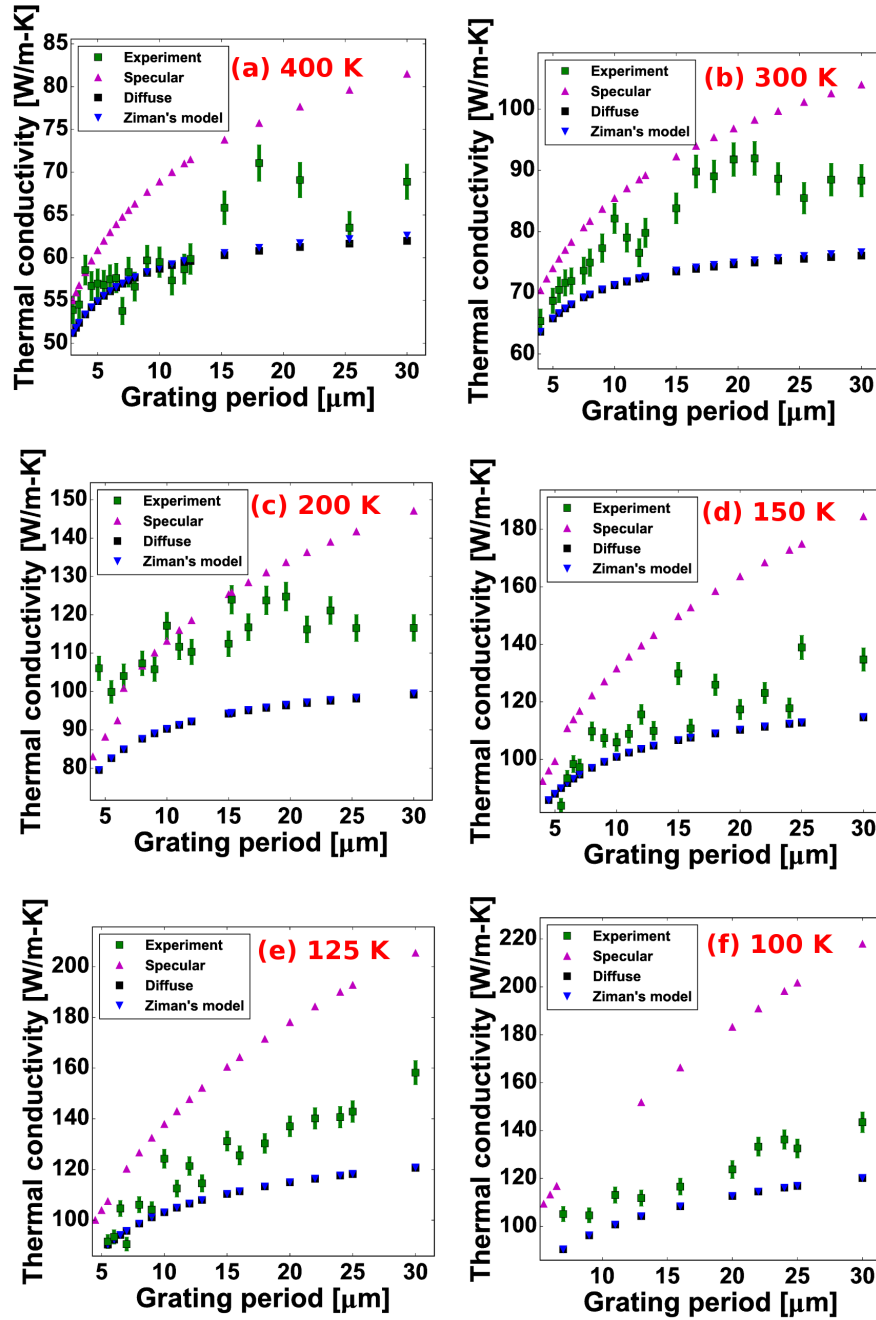 (a) 400 K
Thermal conductivity [W/m-K]
85
80
75
70
65
60
55
50
Experiment
Specular
Diffuse
Ziman's model
5 10 15 20 25 30
Grating period [μm]
(b) 300 K
Thermal conductivity [W/m-K]
100
90
80
70
60
Experiment
Specular
Diffuse
Ziman's model
5 10 15 20 25 30
Grating period [μm]
(c) 200 K
Thermal conductivity [W/m-K]
150
140
130
120
110
100
90
80
Experiment
Specular
Diffuse
Ziman's model
5 10 15 20 25 30
Grating period [μm]
(d) 150 K
Thermal conductivity [W/m-K]
180
160
140
120
100
Experiment
Specular
Diffuse
Ziman's model
5 10 15 20 25 30
Grating period [μm]
(e) 125 K
Thermal conductivity [W/m-K]
200
180
160
140
120
100
Experiment
Specular
Diffuse
Ziman's model
5 10 15 20 25 30
Grating period [μm]
(f) 100 K
Thermal conductivity [W/m-K]
220
200
180
160
140
120
100
Experiment
Specular
Diffuse
Ziman's model
10 15 20 25 30
Grating period [μm]